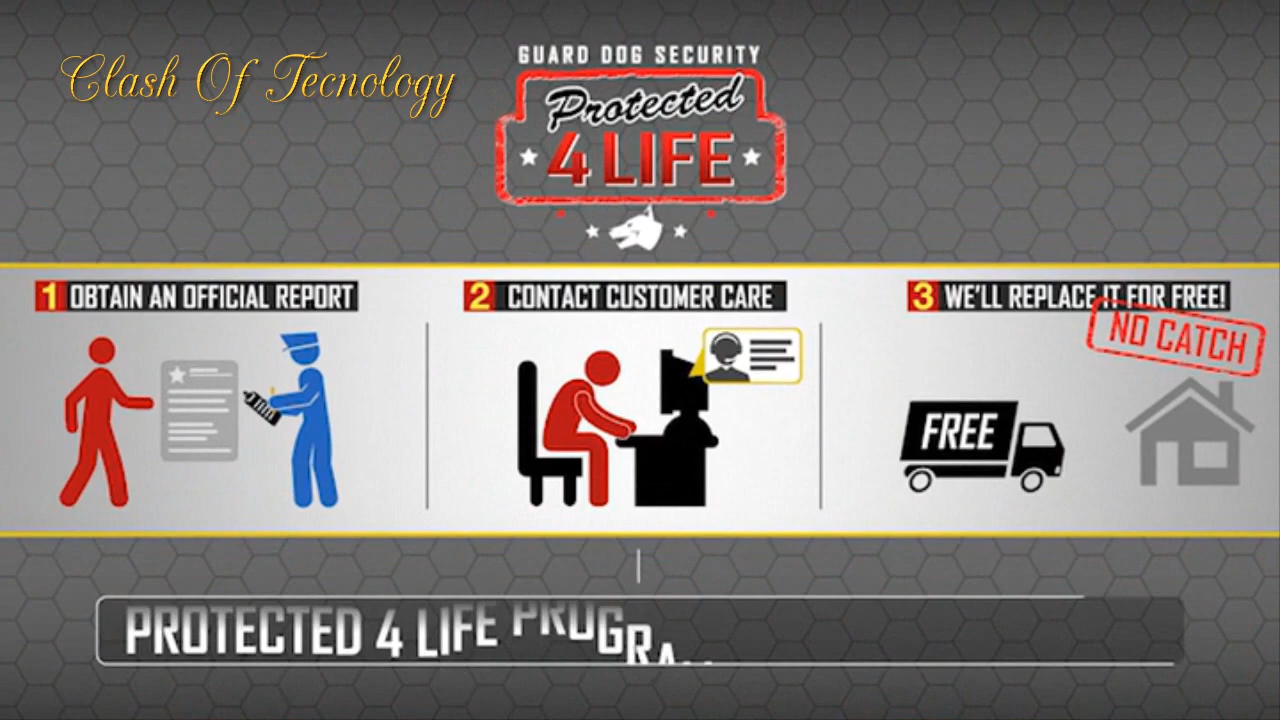 Clash Of Tecnology
GUARD DOG SECURITY
Protected
4 LIFE
1 OBTAIN AN OFFICIAL REPORT
2 CONTACT CUSTOMER CARE
3 WE'LL REPLACE IT FOR FREE!
NO CATCH
FREE
PROTECTED 4 LIFE PROGRA